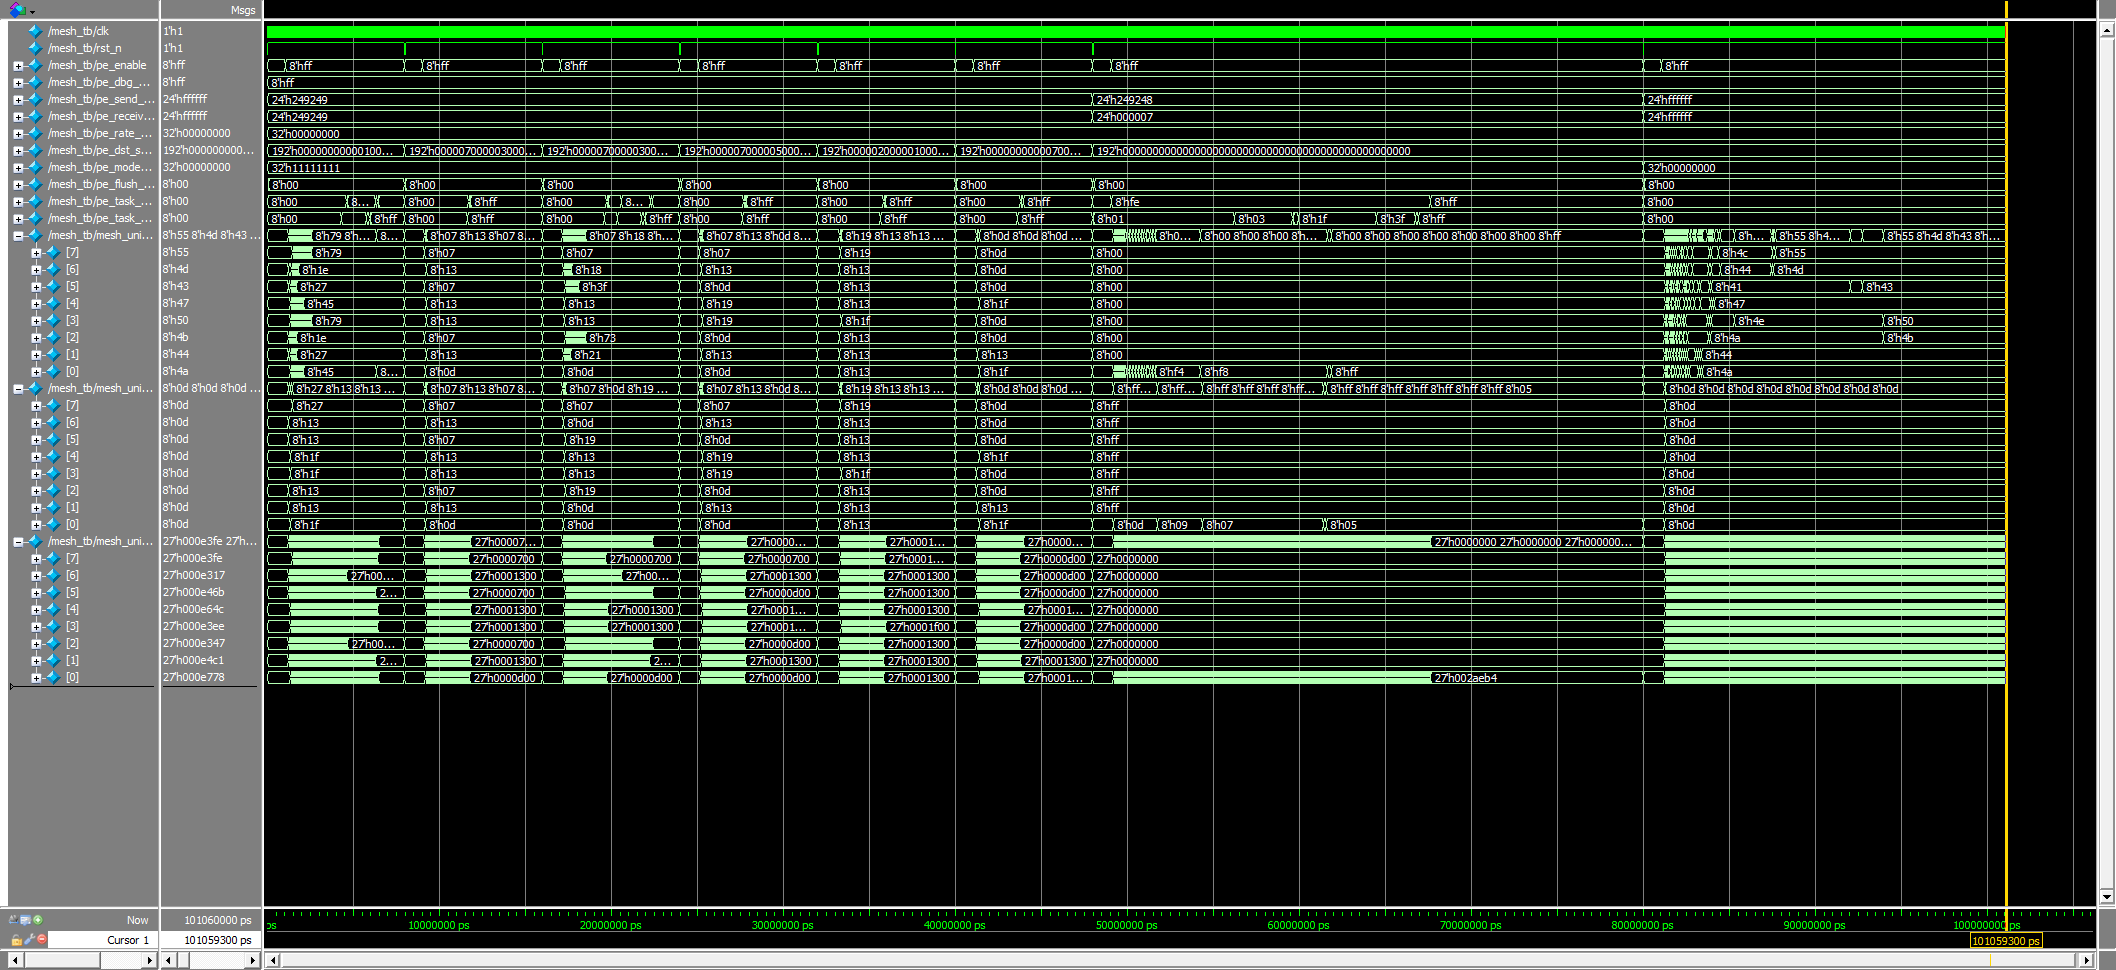 Msgs
/mesh_tb/clk 1'h1
/mesh_tb/rst_n 1'h1
/mesh_tb/pe_enable 8'hff 8'hff 8'hff 8'hff 8'hff 8'hff 8'hff 8'hff 8'hff
/mesh_tb/pe_dbg_... 8'hff 8'hff
/mesh_tb/pe_send_... 24'hffffff 24'h249249 24'h249248 24'hffffff
/mesh_tb/pe_receiv... 24'hffffff 24'h249249 24'h000007 24'hffffff
/mesh_tb/pe_rate_... 32'h00000000 32'h00000000
/mesh_tb/pe_dst_s... 192'h000000000... 192'h0000000000100... 192'h000007000003000... 192'h00000700000300... 192'h000007000005000... 192'h000002000001000... 192'h00000000000700... 192'h000000000000000000000000000000000000000000000000
/mesh_tb/pe_mode... 32'h00000000 32'h11111111 32'h00000000
/mesh_tb/pe_flush_... 8'h00 8'h00 8'h00 8'h00 8'h00 8'h00 8'h00 8'h00 8'h00
/mesh_tb/pe_task_... 8'h00 8'h00 8... 8'h00 8'hff 8'h00 8... 8'h00 8'hff 8'h00 8'hff 8'h00 8'hff 8'hfe 8'hff 8'h00
/mesh_tb/pe_task_... 8'h00 8'h00 8'hff 8'h00 8'hff 8'h00 8'hff 8'h00 8'hff 8'h00 8'hff 8'h00 8'hff 8'h01 8'h03 8'h1f 8'h3f 8'hff 8'h00
/mesh_tb/mesh_uni... 8'h55 8'h4d 8'h43 ... 8'h79 8'h... 8... 8'h07 8'h13 8'h07 8... 8'h07 8'h18 8'h... 8'h07 8'h13 8'h0d 8... 8'h19 8'h13 8'h13 ... 8'h0d 8'h0d 8'h0d ... 8'h0... 8'h00 8'h00 8'h00 8'h... 8'h00 8'h00 8'h00 8'h00 8'h00 8'h00 8'h00 8'hff 8'h... 8'h55 8'h4... 8'h55 8'h4d 8'h43 8'h...
[7] 8'h55 8'h79 8'h07 8'h07 8'h07 8'h19 8'h0d 8'h00 8'h4c 8'h55
[6] 8'h4d 8'h1e 8'h13 8'h18 8'h13 8'h13 8'h0d 8'h00 8'h44 8'h4d
[5] 8'h43 8'h27 8'h07 8'h3f 8'h0d 8'h13 8'h0d 8'h00 8'h41 8'h43
[4] 8'h47 8'h45 8'h13 8'h13 8'h19 8'h13 8'h1f 8'h00 8'h47
[3] 8'h50 8'h79 8'h13 8'h13 8'h19 8'h1f 8'h0d 8'h00 8'h4e 8'h50
[2] 8'h4b 8'h1e 8'h07 8'h73 8'h0d 8'h13 8'h0d 8'h00 8'h4a 8'h4b
[1] 8'h44 8'h27 8'h13 8'h21 8'h13 8'h13 8'h13 8'h00 8'h44
[0] 8'h4a 8'h45 8... 8'h0d 8'h0d 8'h0d 8'h13 8'h1f 8'hf4 8'hf8 8'hff 8'h4a
/mesh_tb/mesh_uni... 8'h0d 8'h0d 8'h0d ... 8'h27 8'h13 8'h13 ... 8'h07 8'h13 8'h07 8... 8'h07 8'h0d 8'h19 ... 8'h07 8'h13 8'h0d 8... 8'h19 8'h13 8'h13 ... 8'h0d 8'h0d 8'h0d ... 8'hff... 8'hff... 8'hff 8'hff 8'hff 8'hff... 8'hff 8'hff 8'hff 8'hff 8'hff 8'hff 8'hff 8'h05 8'h0d 8'h0d 8'h0d 8'h0d 8'h0d 8'h0d 8'h0d 8'h0d
[7] 8'h0d 8'h27 8'h07 8'h07 8'h07 8'h19 8'h0d 8'hff 8'h0d
[6] 8'h0d 8'h13 8'h13 8'h0d 8'h13 8'h13 8'h0d 8'hff 8'h0d
[5] 8'h0d 8'h13 8'h07 8'h19 8'h0d 8'h13 8'h0d 8'hff 8'h0d
[4] 8'h0d 8'h1f 8'h13 8'h13 8'h19 8'h13 8'h1f 8'hff 8'h0d
[3] 8'h0d 8'h1f 8'h13 8'h13 8'h19 8'h1f 8'h0d 8'hff 8'h0d
[2] 8'h0d 8'h13 8'h07 8'h19 8'h0d 8'h13 8'h0d 8'hff 8'h0d
[1] 8'h0d 8'h13 8'h13 8'h0d 8'h13 8'h13 8'h13 8'hff 8'h0d
[0] 8'h0d 8'h1f 8'h0d 8'h0d 8'h0d 8'h13 8'h1f 8'h0d 8'h09 8'h07 8'h05 8'h0d
/mesh_tb/mesh_uni... 27'h000e3fe 27'h... 27'h00007... 27'h0000... 27'h0001... 27'h0000... 27'h0000000 27'h0000000 27'h000000...
[7] 27'h000e3fe 27'h0000700 27'h0000700 27'h0000700 27'h0001... 27'h0000d00 27'h0000000
[6] 27'h000e317 27'h00... 27'h0001300 27'h00... 27'h0001300 27'h0001300 27'h0000d00 27'h0000000
[5] 27'h000e46b 2... 27'h0000700 27'h0000d00 27'h0001300 27'h0000d00 27'h0000000
[4] 27'h000e64c 27'h0001300 27'h0001300 27'h0001... 27'h0001300 27'h0001... 27'h0000000
[3] 27'h000e3ee 27'h0001300 27'h0001300 27'h0001... 27'h0001f00 27'h0000d00 27'h0000000
[2] 27'h000e347 27'h00... 27'h0000700 27'h0000d00 27'h0001300 27'h0000d00 27'h0000000
[1] 27'h000e4c1 2... 27'h0001300 2... 27'h0001300 27'h0001300 27'h0001300 27'h0000000
[0] 27'h000e778 27'h0000d00 27'h0000d00 27'h0000d00 27'h0001300 27'h0001... 27'h002aeb4
Now 101060000 ps
ps 10000000 ps 20000000 ps 30000000 ps 40000000 ps 50000000 ps 60000000 ps 70000000 ps 80000000 ps 90000000 ps 100000000 ps
Cursor 1 101059300 ps
101059300 ps